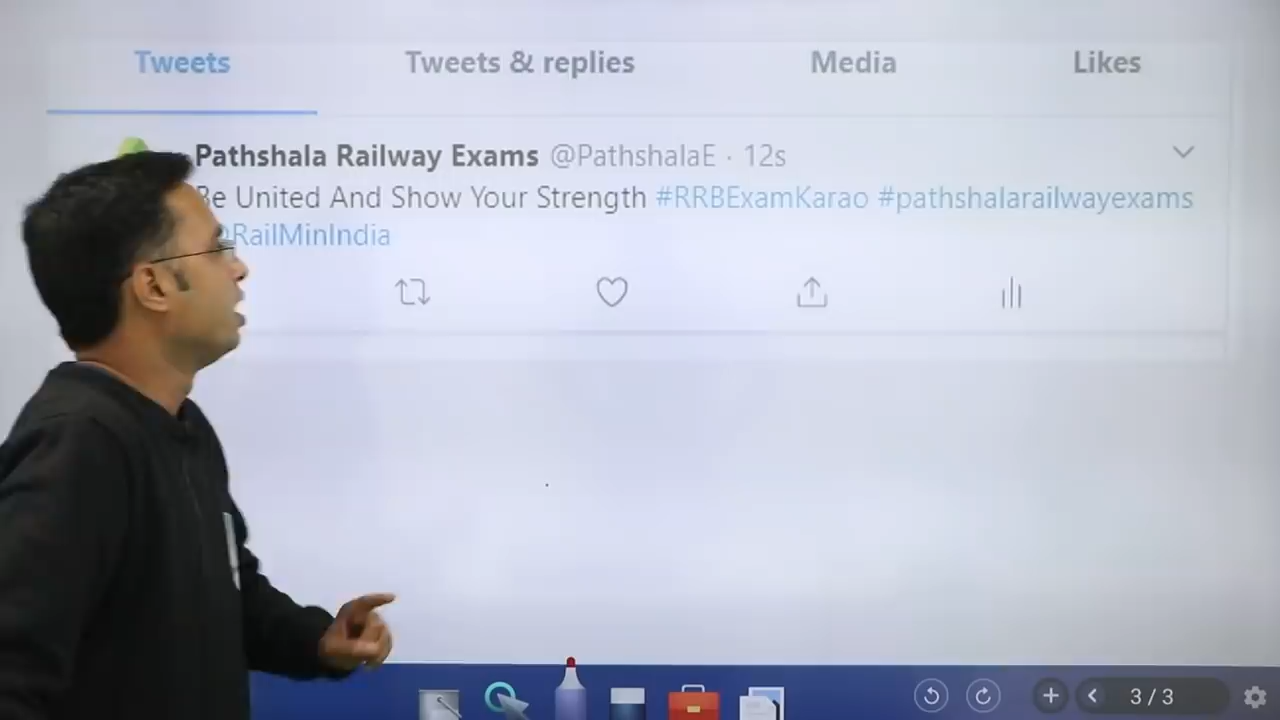 Tweets Tweets & replies Media Likes
Pathshala Railway Exams @PathshalaE · 12s
Be United And Show Your Strength #RRBExamKarao #pathshalarailwayexams
@RailMinIndia
3 / 3